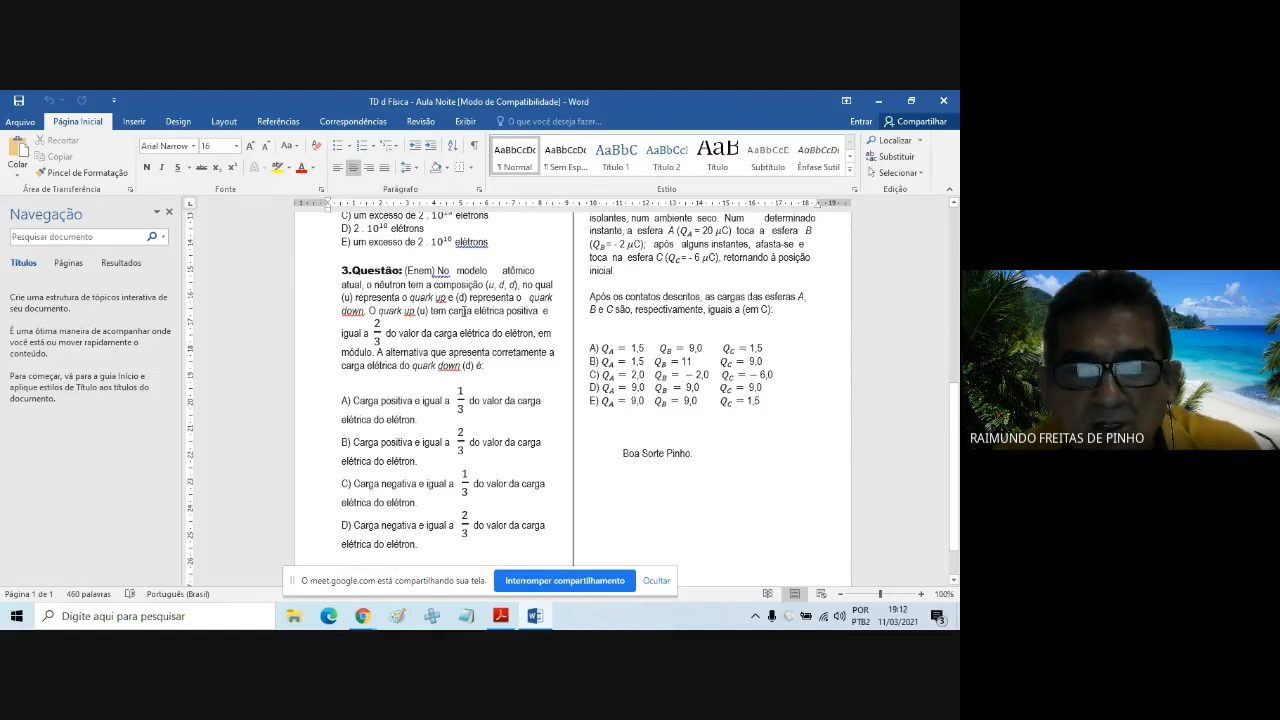 TD d Física - Aula Noite [Modo de Compatibilidade] - Word
Arquivo Página Inicial Inserir Design Layout Referências Correspondências Revisão Exibir O que você deseja fazer... Entrar Compartilhar
Colar
Recortar
Copiar
Pincel de Formatação
Área de Transferência
Arial Narrow 16
Fonte
Parágrafo
AaBbCcDc AaBbCcDc AaBbC AaBbCcI AaB AaBbCcD AaBbCcDc
¶ Normal ¶ Sem Esp... Título 1 Título 2 Título Subtítulo Ênfase Sutil
Estilo
Localizar
Substituir
Selecionar
Edição
Navegação
Pesquisar documento
Títulos Páginas Resultados
Crie uma estrutura de tópicos interativa de
seu documento.
É uma ótima maneira de acompanhar onde
você está ou mover rapidamente o
conteúdo.
Para começar, vá para a guia Início e
aplique estilos de Título aos títulos do
documento.
D) 2 . 10¹⁰ elétrons
E) um excesso de 2 . 10¹⁰ elétrons
3.Questão: (Enem) No modelo atômico
atual, o nêutron tem a composição (u, d, d), no qual
(u) representa o quark up e (d) representa o quark
down. O quark up (u) tem carga elétrica positiva e
igual a 2/3 do valor da carga elétrica do elétron, em
módulo. A alternativa que apresenta corretamente a
carga elétrica do quark down (d) é:
A) Carga positiva e igual a 1/3 do valor da carga
elétrica do elétron.
B) Carga positiva e igual a 2/3 do valor da carga
elétrica do elétron.
C) Carga negativa e igual a 1/3 do valor da carga
elétrica do elétron.
D) Carga negativa e igual a 2/3 do valor da carga
elétrica do elétron.
isolantes, num ambiente seco. Num determinado
instante, a esfera A (Q_A = 20 µC) toca a esfera B
(Q_B = - 2 µC); após alguns instantes, afasta-se e
toca na esfera C (Q_C = - 6 µC), retornando à posição
inicial.
Após os contatos descritos, as cargas das esferas A,
B e C são, respectivamente, iguais a (em C):
A) Q_A = 1,5 Q_B = 9,0 Q_C = 1,5
B) Q_A = 1,5 Q_B = 11 Q_C = 9,0
C) Q_A = 2,0 Q_B = − 2,0 Q_C = − 6,0
D) Q_A = 9,0 Q_B = 9,0 Q_C = 9,0
E) Q_A = 9,0 Q_B = 9,0 Q_C = 1,5
Boa Sorte Pinho.
RAIMUNDO FREITAS DE PINHO
O meet.google.com está compartilhando sua tela. Interromper compartilhamento Ocultar
Página 1 de 1 460 palavras Português (Brasil) 100%
Digite aqui para pesquisar
POR
PTB2
19:12
11/03/2021
3